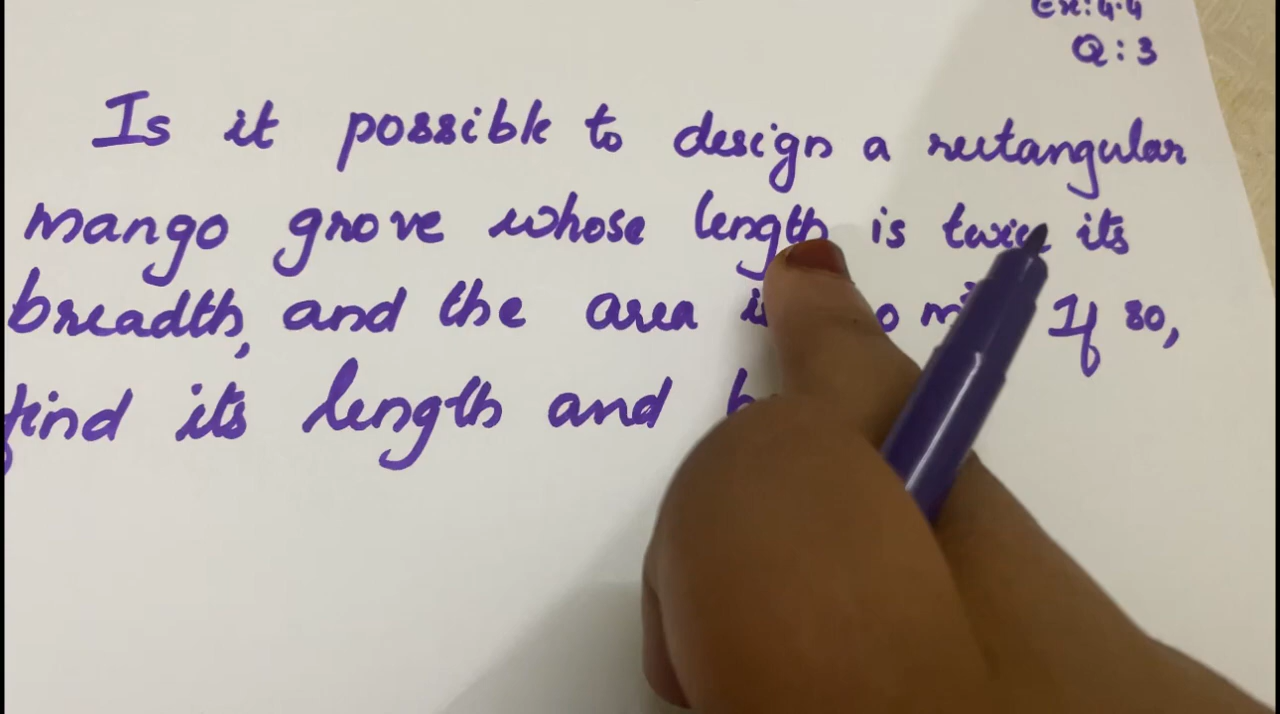 Ex: 4.4
Q: 3
Is it possible to design a rectangular
mango grove whose length is twice its
breadth, and the area If so,
find its length and